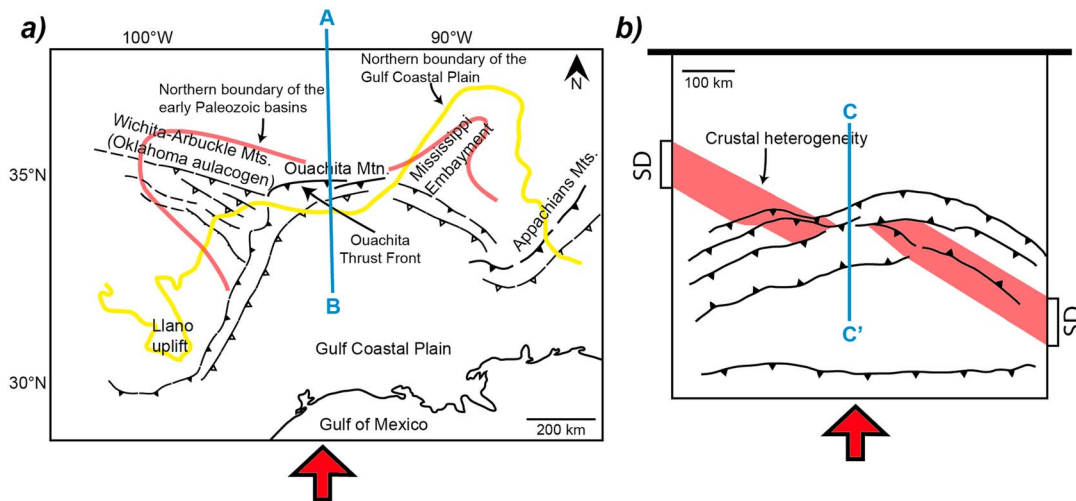 a)
100°W
A
90°W
Northern boundary of the
Gulf Coastal Plain
N
Northern boundary of the
early Paleozoic basins
Wichita-Arbuckle Mts.
(Oklahoma aulacogen)
Ouachita Mtn.
Mississippi
Embayment
Appachians Mts.
35°N
Ouachita
Thrust Front
B
Llano
uplift
Gulf Coastal Plain
30°N
Gulf of Mexico
200 km
b)
100 km
C
Crustal heterogeneity
SD
C’
SD